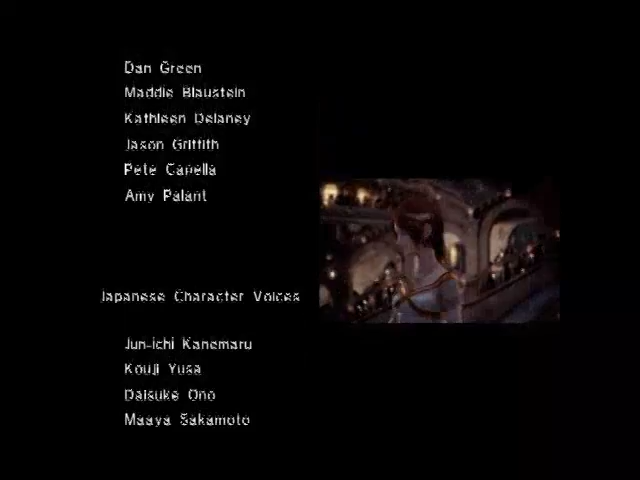 Dan Green
Maddie Blaustein
Kathleen Delaney
Jason Griffith
Pete Capella
Amy Palant
Japanese Character Voices
Jun-ichi Kanemaru
Kouji Yusa
Daisuke Ono
Maaya Sakamoto